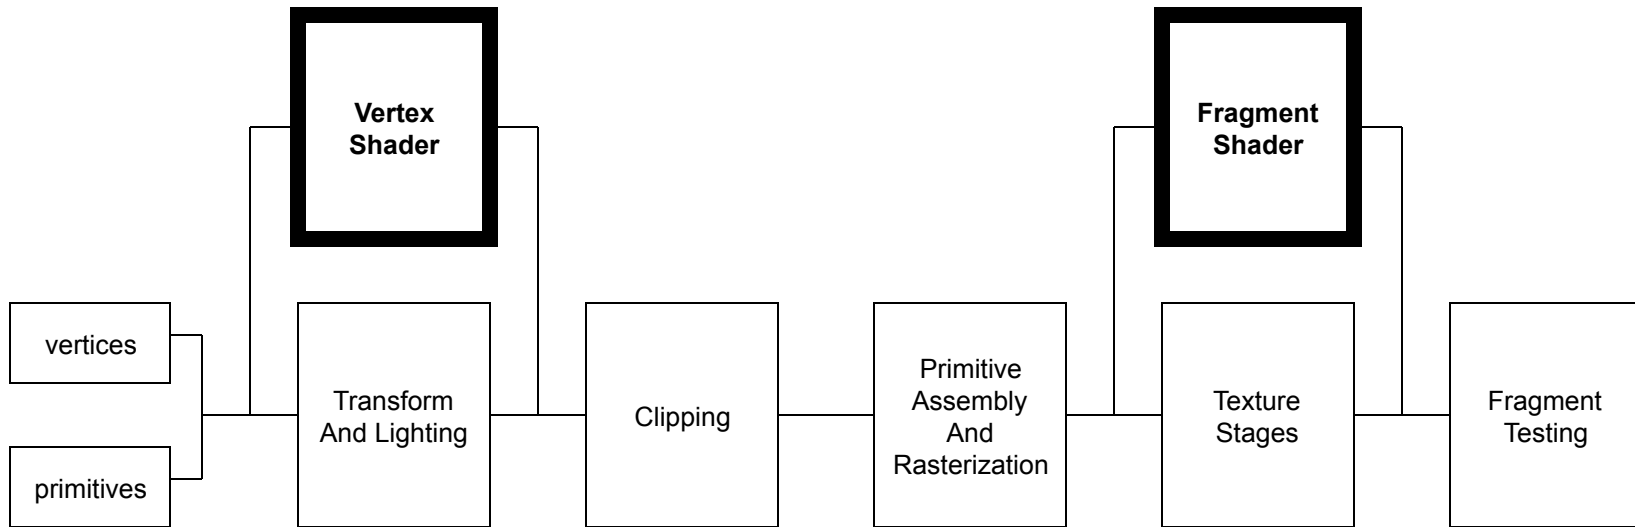 Vertex
Shader
Fragment
Shader
vertices
primitives
Transform
And Lighting
Clipping
Primitive
Assembly
And
Rasterization
Texture
Stages
Fragment
Testing